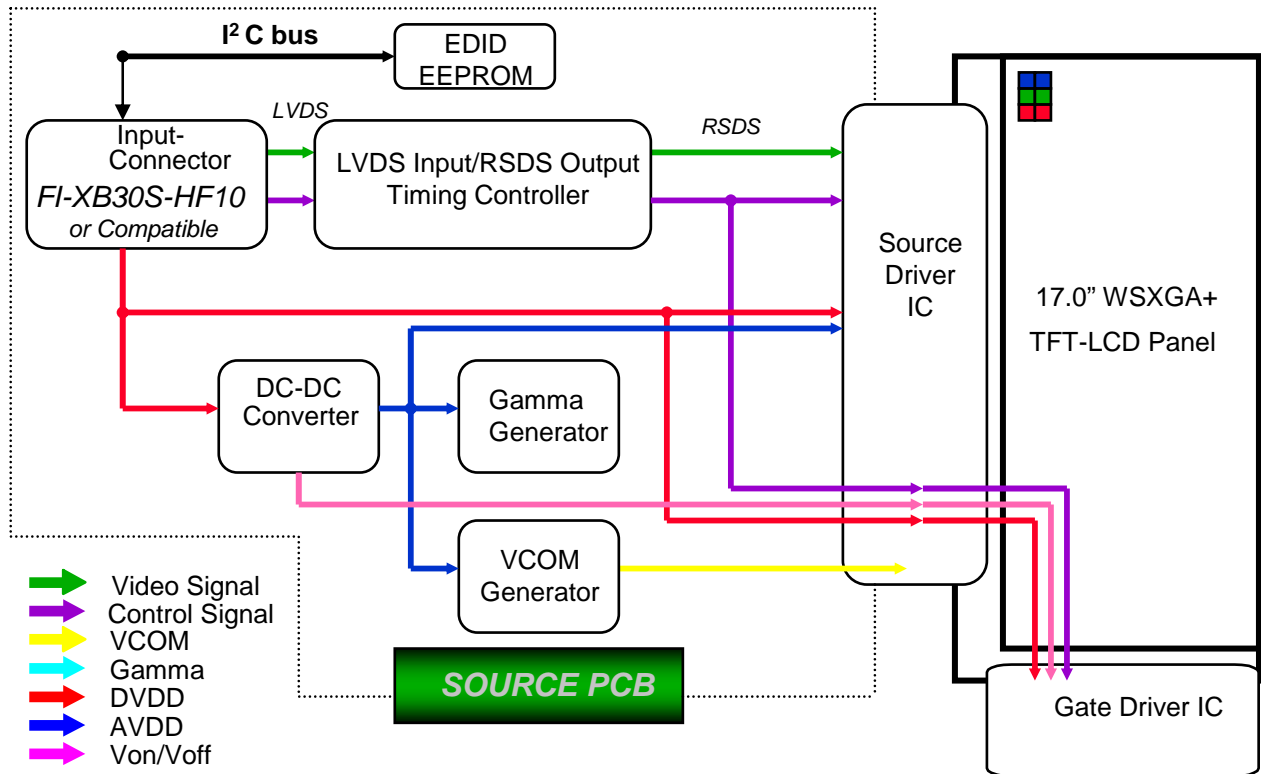 I² C bus
EDID
EEPROM
LVDS
RSDS
Input-
Connector
FI-XB30S-HF10
or Compatible
LVDS Input/RSDS Output
Timing Controller
Source
Driver
IC
17.0” WSXGA+
TFT-LCD Panel
DC-DC
Converter
Gamma
Generator
VCOM
Generator
Video Signal
Control Signal
VCOM
Gamma
DVDD
AVDD
Von/Voff
SOURCE PCB
Gate Driver IC